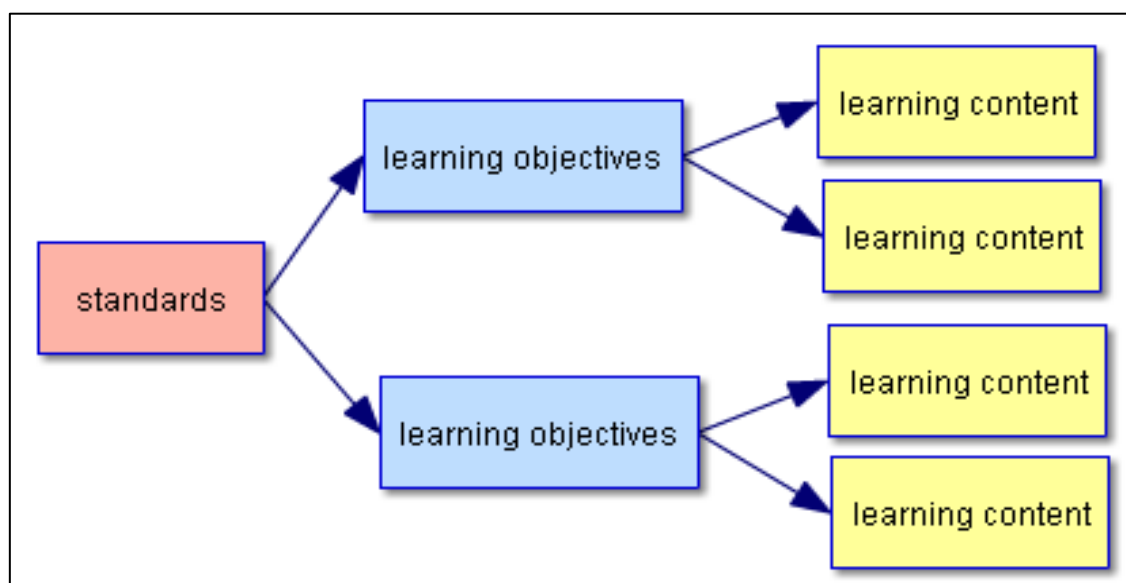 learning content
learning objectives
learning content
standards
learning content
learning objectives
learning content